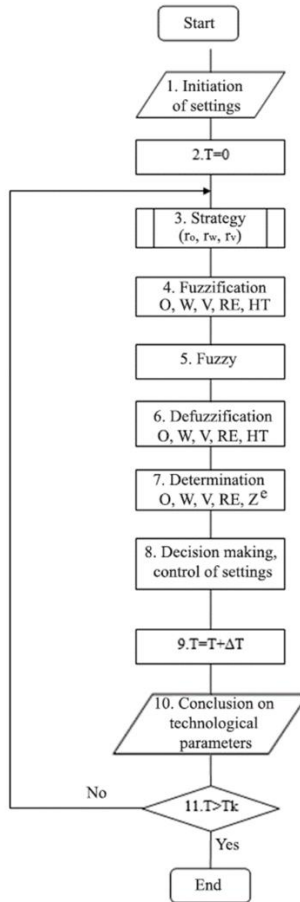 Start
1. Initiation
of settings
2.T=0
3. Strategy
(rₒ, r_w, rᵥ)
4. Fuzzification
O, W, V, RE, HT
5. Fuzzy
6. Defuzzification
O, W, V, RE, HT
7. Determination
O, W, V, RE, Zᵉ
8. Decision making,
control of settings
9.T=T+ΔT
10. Conclusion on
technological
parameters
No
11.T>Tk
Yes
End